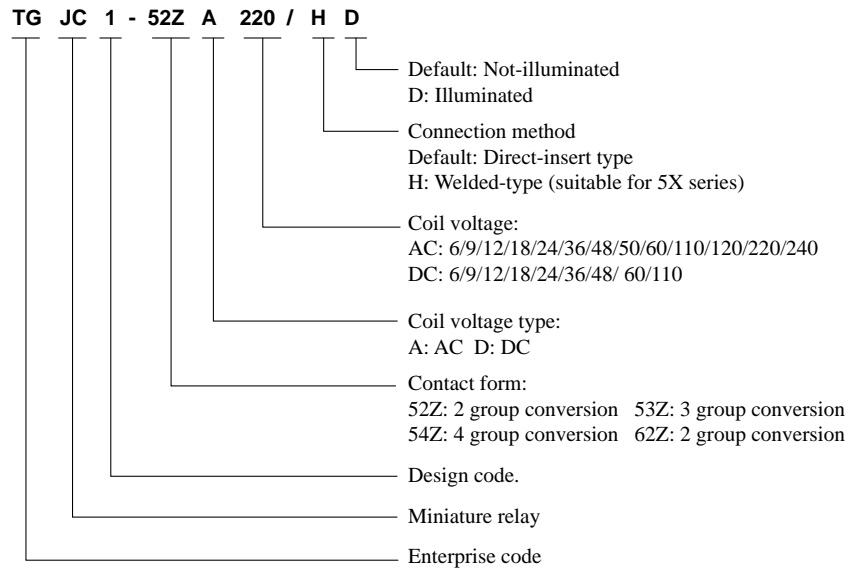 TG JC 1 - 52Z A 220 / H D
Default: Not-illuminated
D: Illuminated
Connection method
Default: Direct-insert type
H: Welded-type (suitable for 5X series)
Coil voltage:
AC: 6/9/12/18/24/36/48/50/60/110/120/220/240
DC: 6/9/12/18/24/36/48/ 60/110
Coil voltage type:
A: AC D: DC
Contact form:
52Z: 2 group conversion 53Z: 3 group conversion
54Z: 4 group conversion 62Z: 2 group conversion
Design code.
Miniature relay
Enterprise code